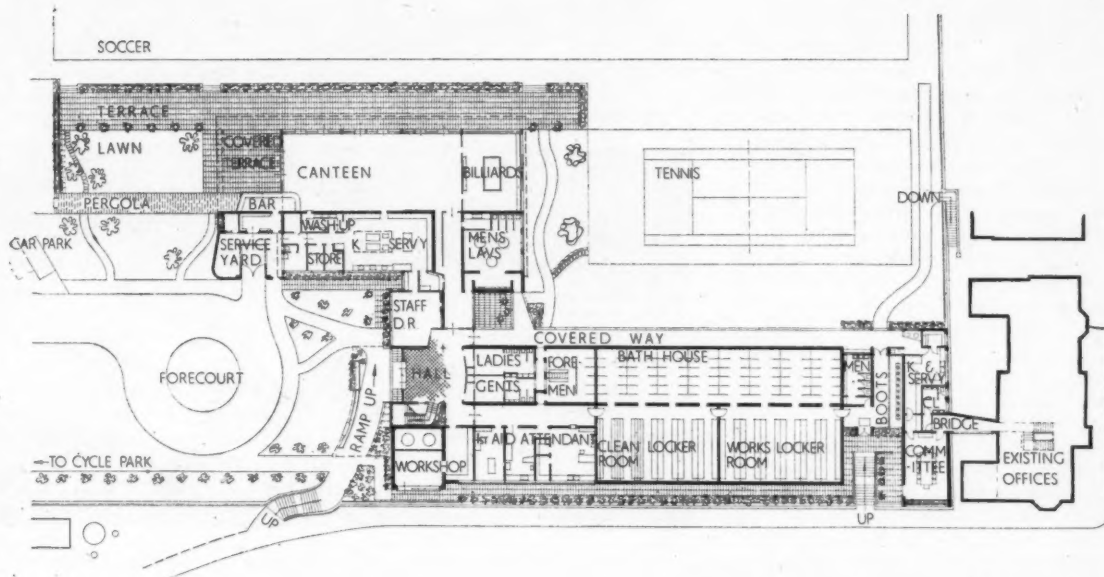 SOCCER
TERRACE
LAWN
COVERED
TERRACE
CANTEEN
BILLIARDS
TENNIS
DOWN
PERGOLA
BAR
CAR PARK
SERVICE
YARD
WASH-UP
STORE
K
SERVY
MENS
LAVS
STAFF
D.R.
COVERED WAY
FORECOURT
HALL
LADIES
GENTS
FORE
MEN
BATH HOUSE
MEN
BOOTS
K &
SERVY
BRIDGE
RAMP UP
WORKSHOP
1ST AID
ATTENDANT
CLEAN LOCKER
ROOM
WORKS LOCKER
ROOM
COMM
-ITTEE
EXISTING
OFFICES
TO CYCLE PARK
UP
UP